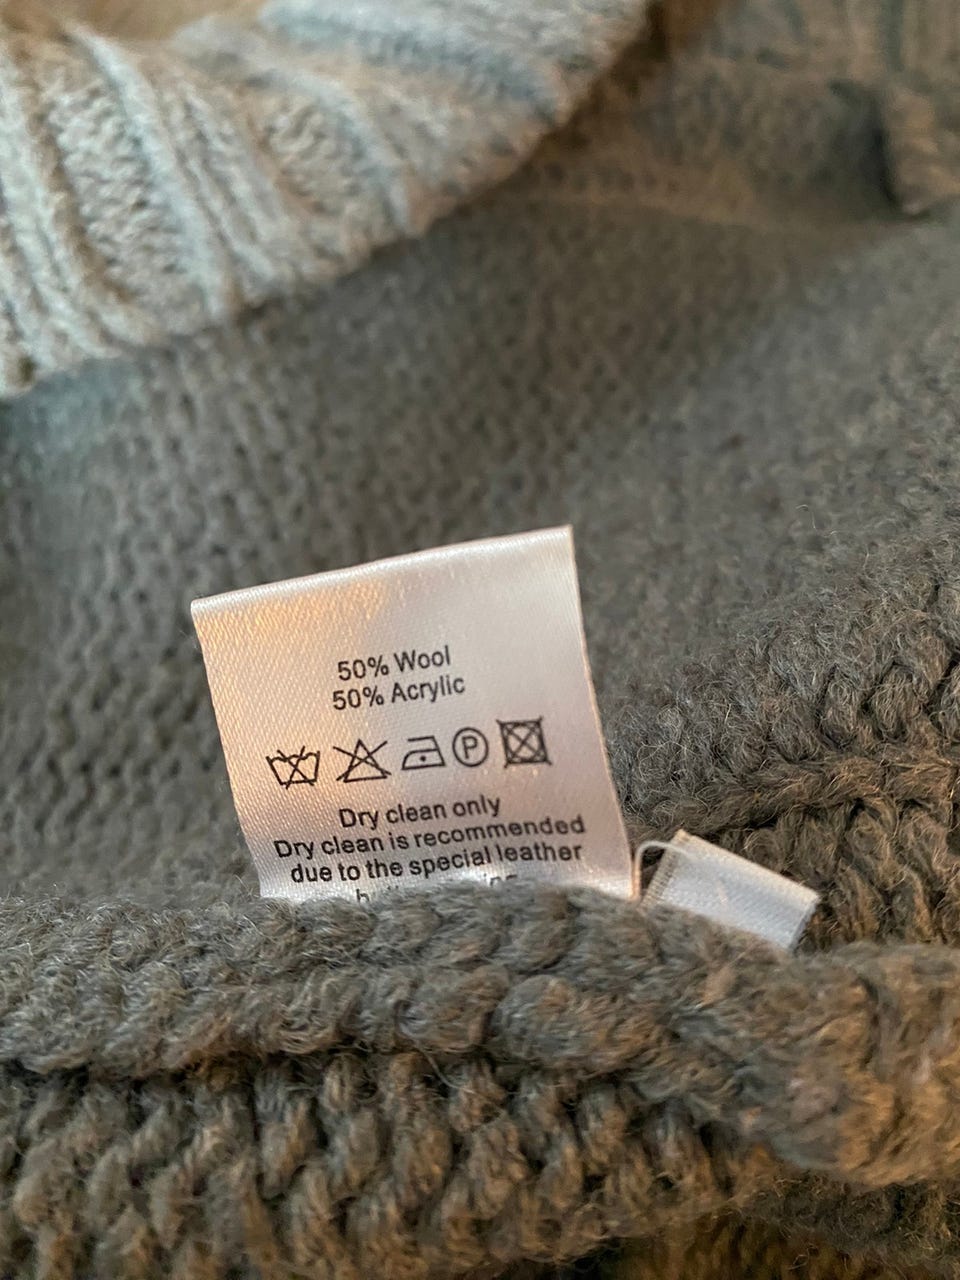 50% Wool
50% Acrylic
P
Dry clean only
Dry clean is recommended
due to the special leather